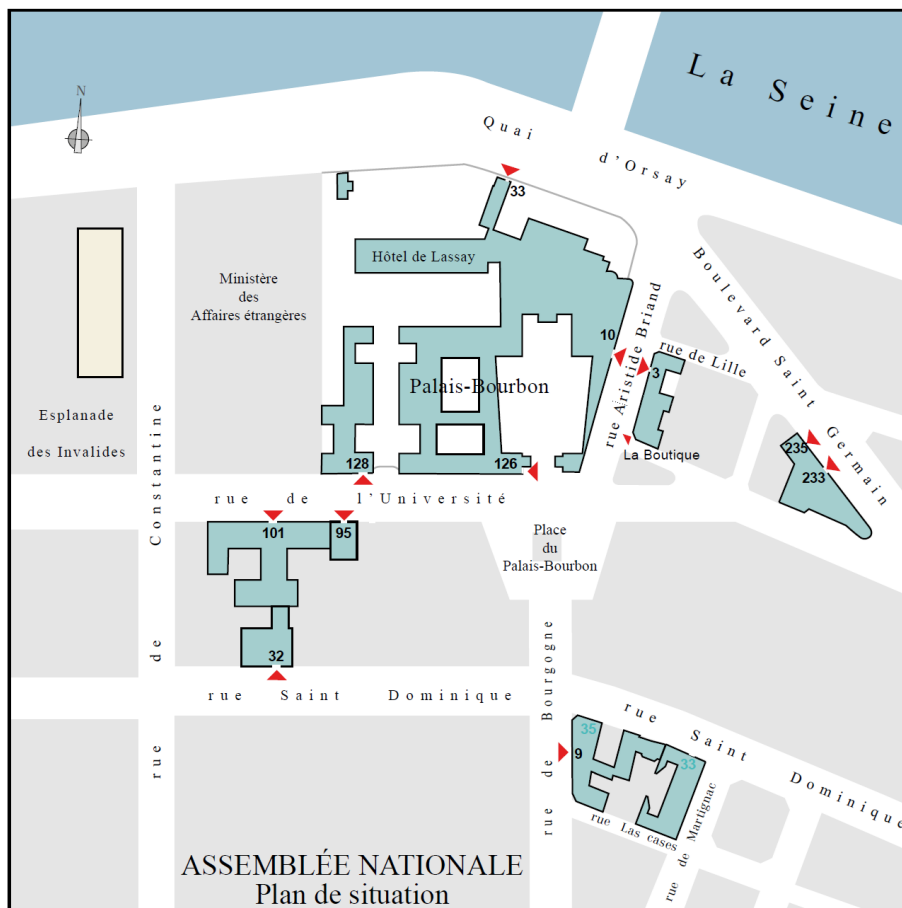 La Seine
N
Quai
d'Orsay
33
Hôtel de Lassay
Ministère
des
Affaires étrangères
Boulevard Saint Germain
10
rue Aristide Briand
rue de Lille
3
Palais-Bourbon
Esplanade
des Invalides
La Boutique
235
233
128
126
rue de l'Université
rue de Constantine
101
95
Place
du
Palais-Bourbon
32
rue Saint Dominique
rue de Bourgogne
rue Saint Dominique
35
9
33
rue Las cases
rue de Martignac
ASSEMBLÉE NATIONALE
Plan de situation